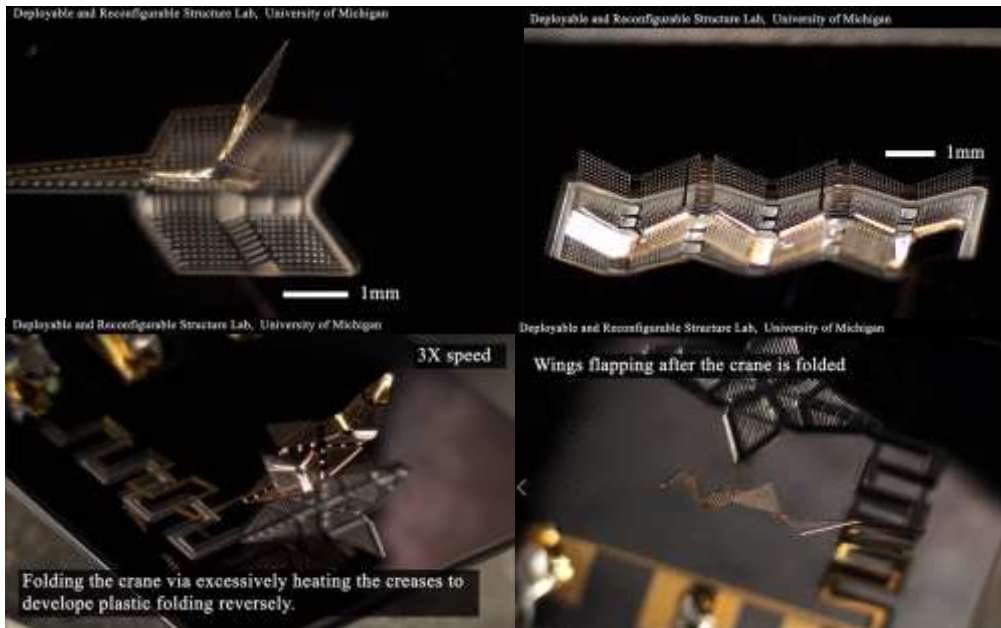 Deployable and Reconfigurable Structure Lab, University of Michigan
1mm
Deployable and Reconfigurable Structure Lab, University of Michigan
1mm
Deployable and Reconfigurable Structure Lab, University of Michigan
3X speed
Folding the crane via excessively heating the creases to
develope plastic folding reversely.
Deployable and Reconfigurable Structure Lab, University of Michigan
Wings flapping after the crane is folded